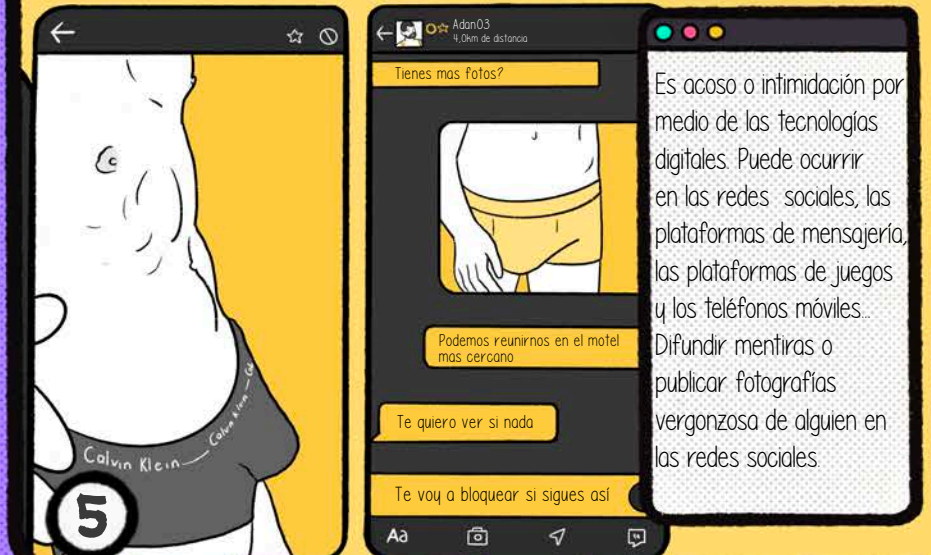 Calvin Klein
Calvin Klein
Cal
5
Adan03
4,0km de distancia
Tienes mas fotos?
Podemos reunirnos en el motel
mas cercano
Te quiero ver si nada
Te voy a bloquear si sigues así
Aa
Es acoso o intimidación por
medio de las tecnologías
digitales. Puede ocurrir
en las redes sociales, las
plataformas de mensajería,
las plataformas de juegos
y los teléfonos móviles...
Difundir mentiras o
publicar fotografías
vergonzosa de alguien en
las redes sociales.